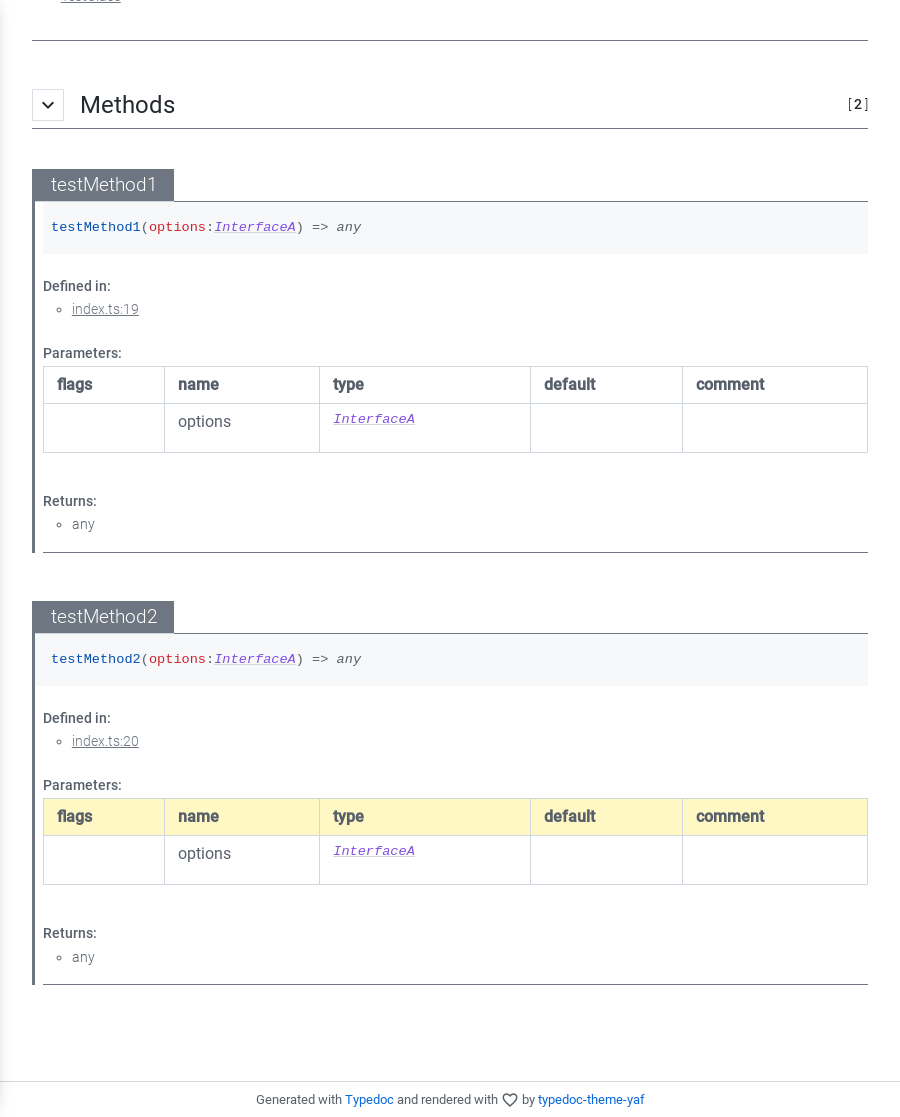 Methods [2]
testMethod1
testMethod1(options:InterfaceA) => any
Defined in:
index.ts:19
Parameters:
flags name type default comment
options InterfaceA
Returns:
any
testMethod2
testMethod2(options:InterfaceA) => any
Defined in:
index.ts:20
Parameters:
flags name type default comment
options InterfaceA
Returns:
any
Generated with Typedoc and rendered with by typedoc-theme-yaf